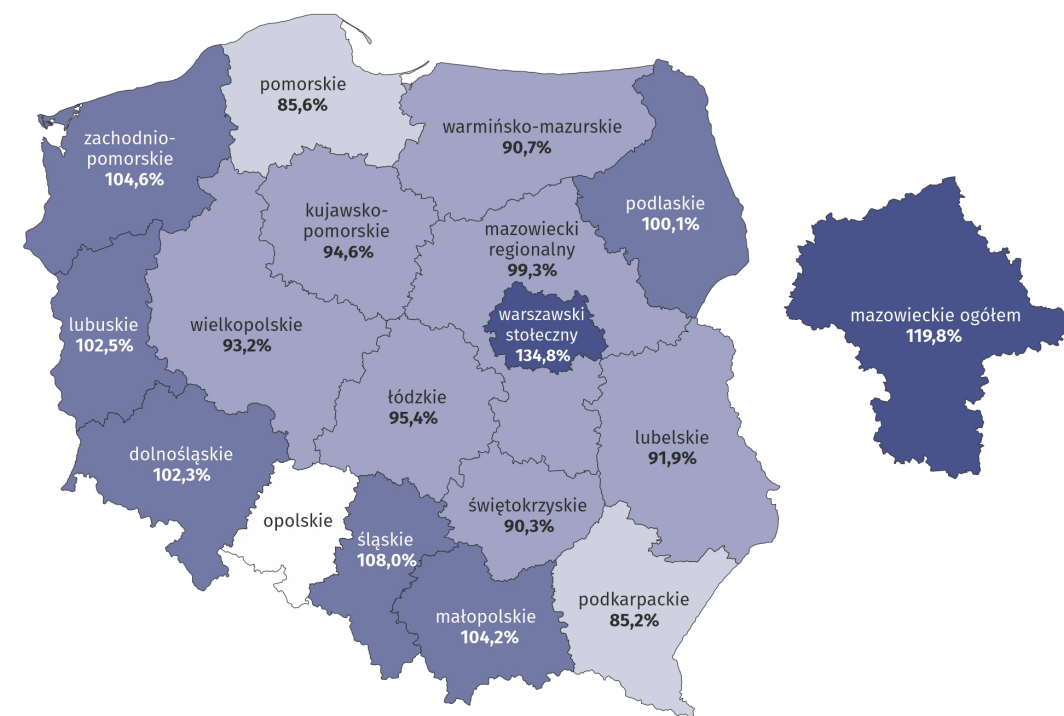 pomorskie
85,6%
warmińsko-mazurskie
90,7%
zachodnio-
pomorskie
104,6%
podlaskie
100,1%
kujawsko-
pomorskie
94,6%
mazowiecki
regionalny
99,3%
warszawski
stołeczny
134,8%
mazowieckie ogółem
119,8%
lubuskie
102,5%
wielkopolskie
93,2%
łódzkie
95,4%
lubelskie
91,9%
dolnośląskie
102,3%
świętokrzyskie
90,3%
opolskie
śląskie
108,0%
małopolskie
104,2%
podkarpackie
85,2%